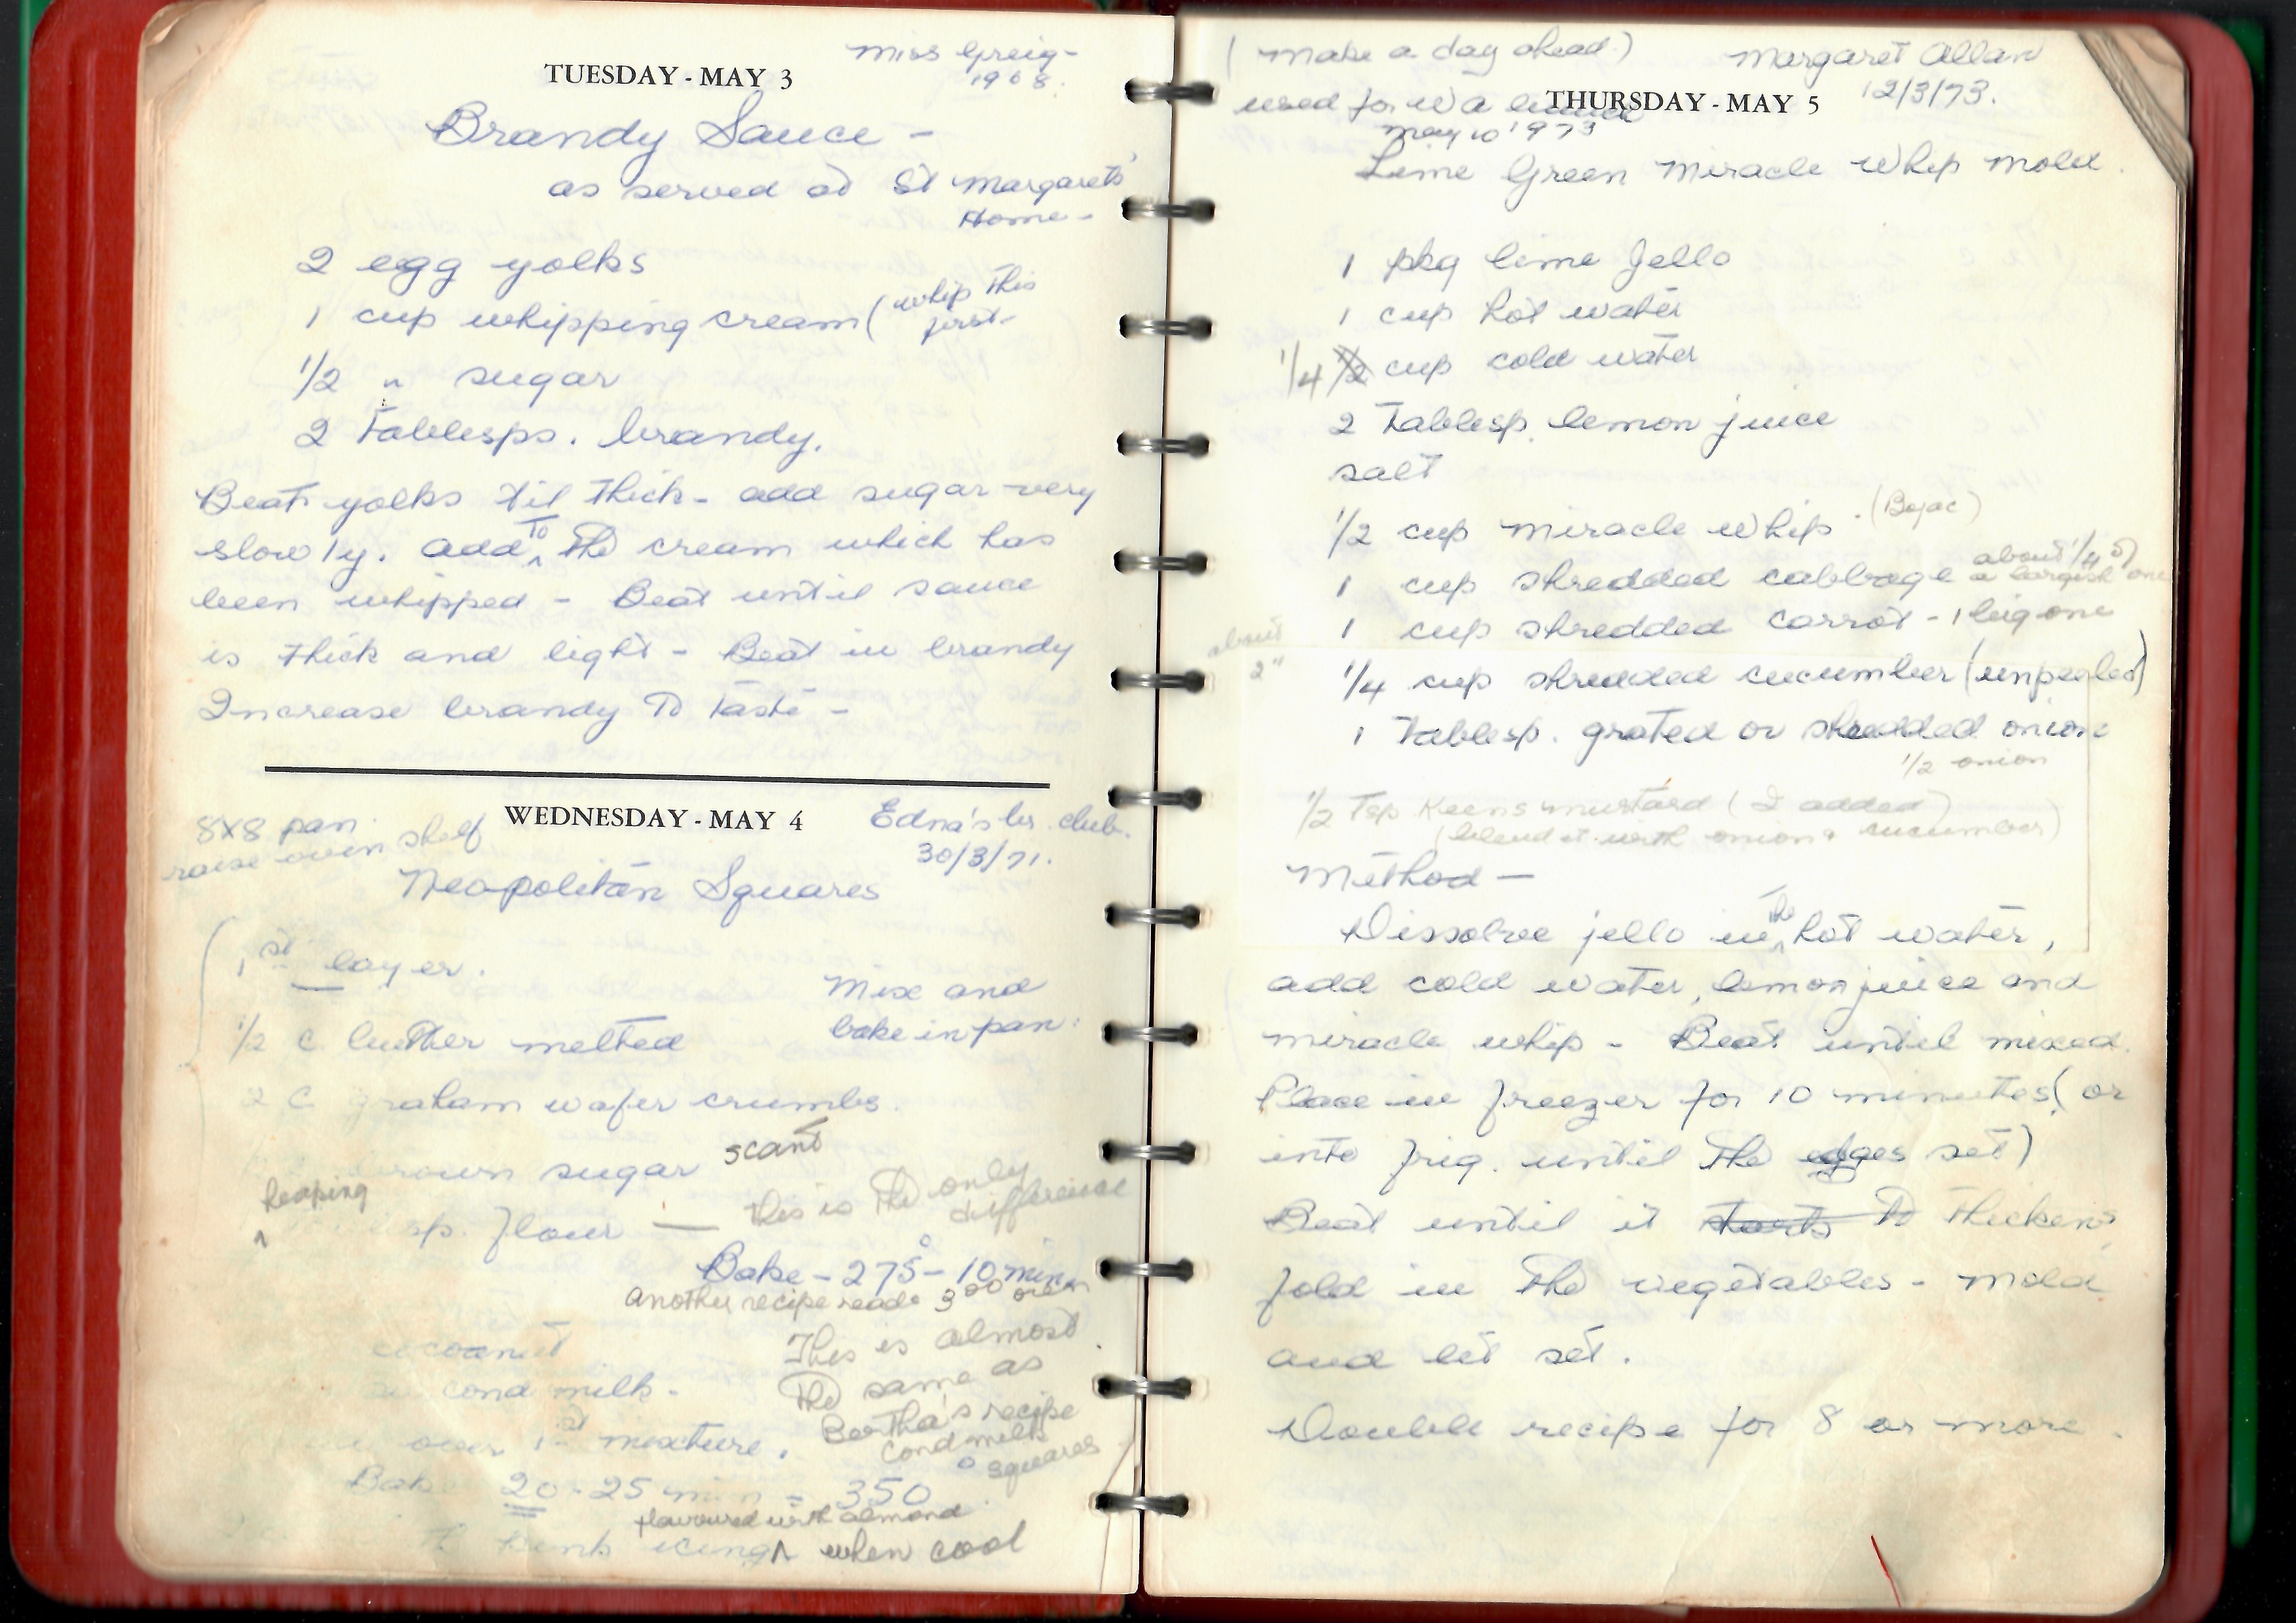 Miss Greig-
TUESDAY - MAY 3
1968.
Brandy Sauce -
as served at St Margarets'
Home -
2 egg yolks
1 cup whipping cream (whip this
first-
1/2 " sugar
2 Tablesps. brandy.
Beat yolks 'til thick - add sugar very
slowly. add To the cream which has
been whipped - Beat until sauce
is thick and light - Beat in brandy
Increase brandy to taste -
WEDNESDAY - MAY 4
8x8 pan
raise oven shelf
Edna's br. club.
30/3/71.
Neopolitan Squares
1st layer.
Mix and
bake in pan.
1/2 c butter melted
2 c graham wafer crumbs.
brown sugar scant
heaping
sp. flour — this is the only
difference
Bake - 275° - 10 min
another recipe reads 300 oven
cocoanut
cond milk -
This is almost
the same as
Bertha's recipe
cond milk
squares
over 1st mixture.
Bake 20-25 min - 350°
flavoured with almond
icing when cool
(make a day ahead)
Margaret Allan
used for W A
THURSDAY - MAY 5
12/3/73.
May 10 1973
Lime Green Miracle Whip Mold.
1 pkg lime Jello
1 cup hot water
1/4 1/2 cup cold water
2 Tablesp. lemon juice
salt
1/2 cup miracle whip. (Bojac)
1 cup shredded cabbage about 1/4 of
a largish one
1 cup shredded carrot - 1 big one
about
2"
1/4 cup shredded cucumber (unpeeled)
1 Tablesp. grated or shredded onion
1/2 onion
1/2 Tsp Keens mustard (I added)
(blend it with onion & cucumber)
Method -
Dissolve jello in the hot water,
add cold water, lemon juice and
miracle whip - Beat until mixed.
Place in freezer for 10 minutes (or
into frig. until the edges set)
Beat until it starts to thickens
fold in the vegetables - mold
and let set.
Double recipe for 8 or more.